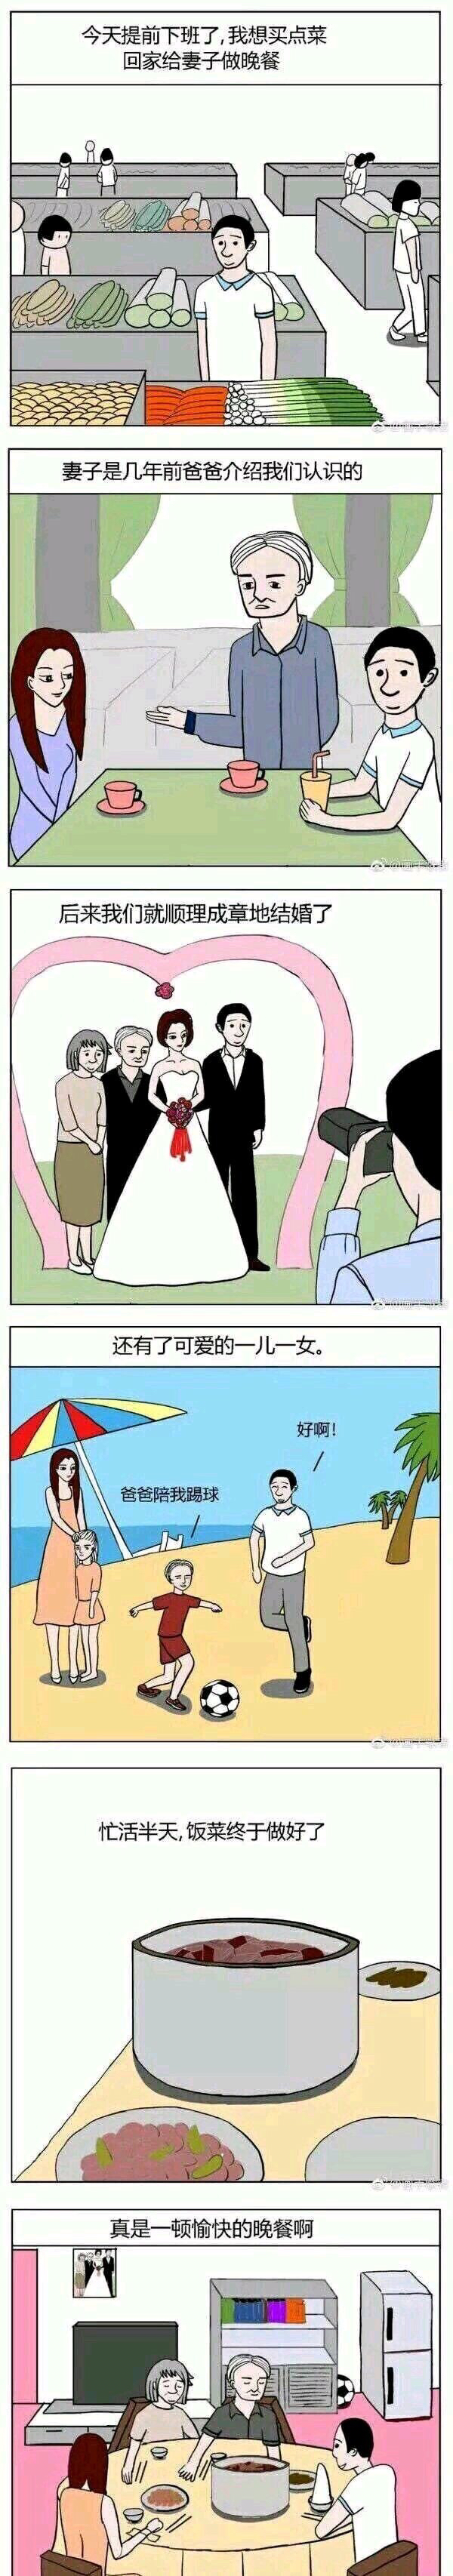 今天提前下班了,我想买点菜
回家给妻子做晚餐
妻子是几年前爸爸介绍我们认识的
后来我们就顺理成章地结婚了
还有了可爱的一儿一女。
好啊!
爸爸陪我踢球
忙活半天,饭菜终于做好了
真是一顿愉快的晚餐啊